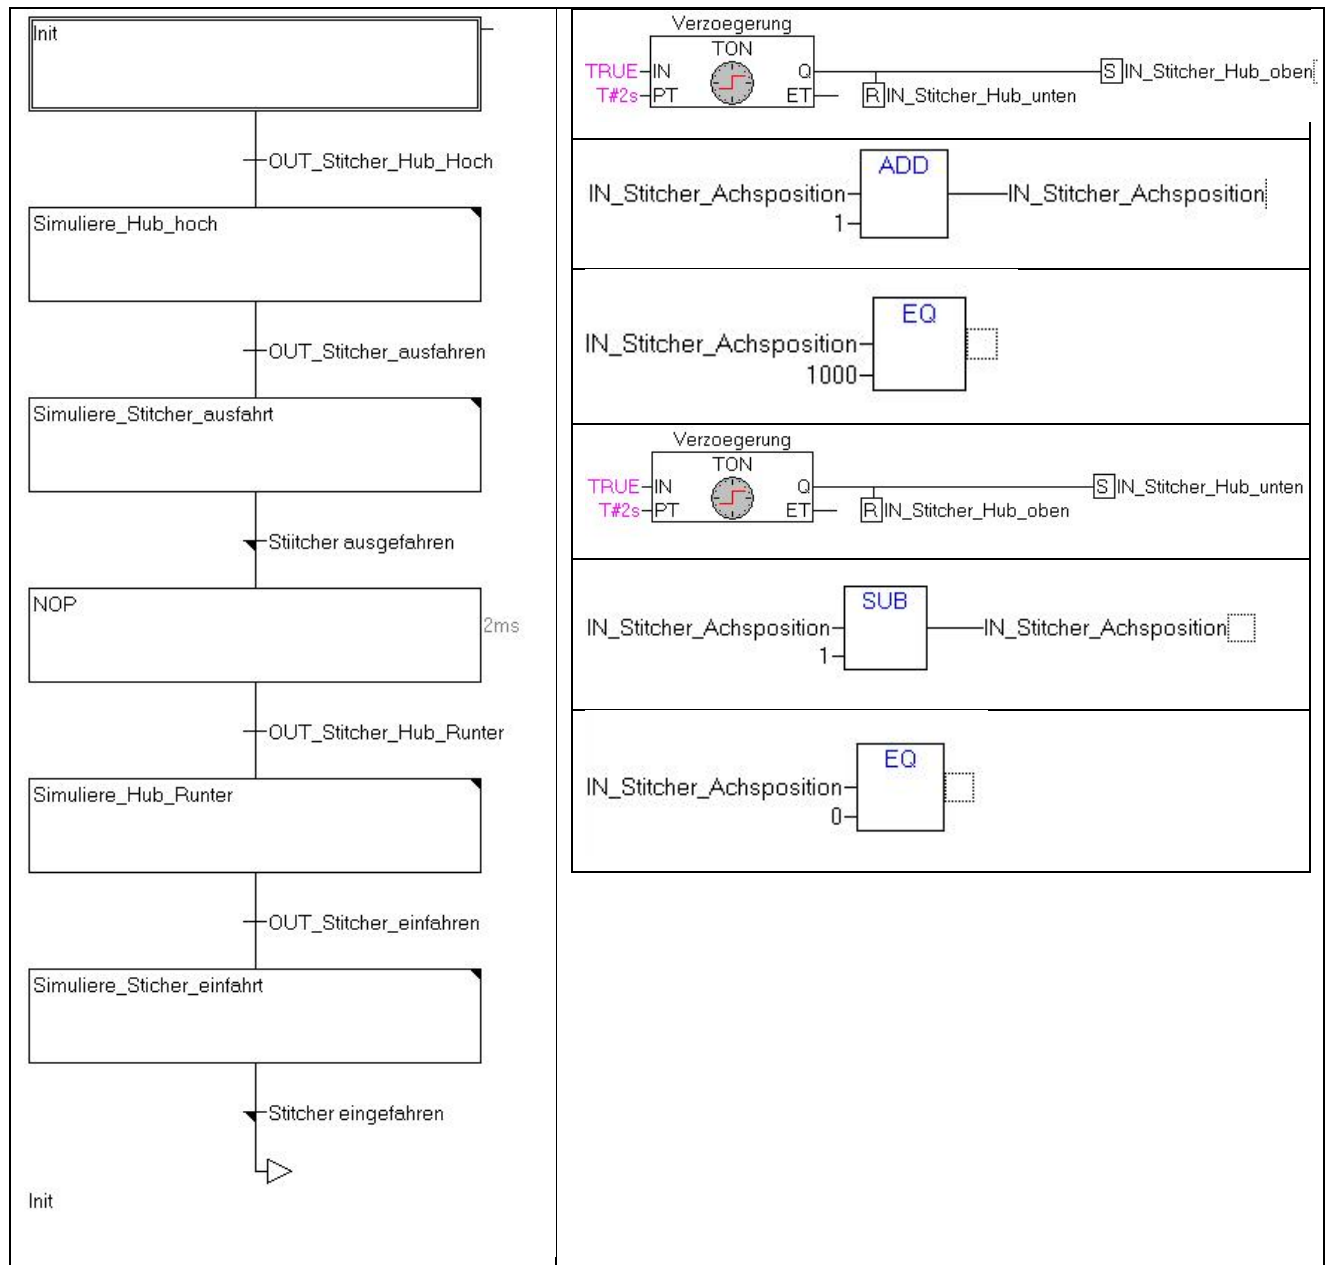 Init
OUT_Stitcher_Hub_Hoch
Simuliere_Hub_hoch
OUT_Stitcher_ausfahren
Simuliere_Stitcher_ausfahrt
Stiitcher ausgefahren
NOP
2ms
OUT_Stitcher_Hub_Runter
Simuliere_Hub_Runter
OUT_Stitcher_einfahren
Simuliere_Sticher_einfahrt
Stitcher eingefahren
Init
Verzoegerung
TON
TRUE IN Q S IN_Stitcher_Hub_oben
T#2s PT ET R IN_Stitcher_Hub_unten
ADD
IN_Stitcher_Achsposition IN_Stitcher_Achsposition
1
EQ
IN_Stitcher_Achsposition
1000
Verzoegerung
TON
TRUE IN Q S IN_Stitcher_Hub_unten
T#2s PT ET R IN_Stitcher_Hub_oben
SUB
IN_Stitcher_Achsposition IN_Stitcher_Achsposition
1
EQ
IN_Stitcher_Achsposition
0